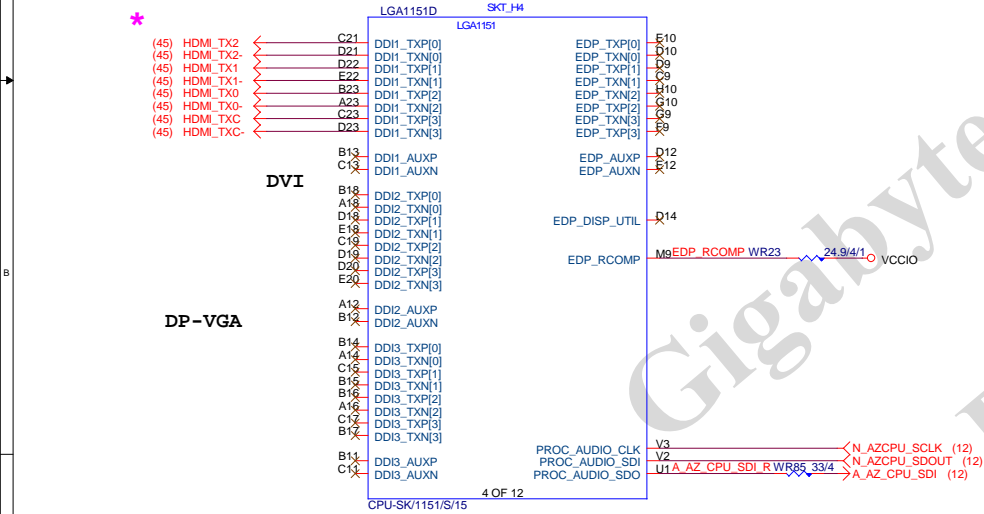 *
LGA1151D SKT_H4
LGA1151
(45) HDMI_TX2 C21 DDI1_TXP[0] EDP_TXP[0] E10
(45) HDMI_TX2- D21 DDI1_TXN[0] EDP_TXN[0] D10
(45) HDMI_TX1 D22 DDI1_TXP[1] EDP_TXP[1] D9
(45) HDMI_TX1- E22 DDI1_TXN[1] EDP_TXN[1] C9
(45) HDMI_TX0 B23 DDI1_TXP[2] EDP_TXN[2] H10
(45) HDMI_TX0- A23 DDI1_TXN[2] EDP_TXP[2] G10
(45) HDMI_TXC C23 DDI1_TXP[3] EDP_TXN[3] G9
(45) HDMI_TXC- D23 DDI1_TXN[3] EDP_TXP[3] F9
B13 DDI1_AUXP EDP_AUXP D12
C13 DDI1_AUXN EDP_AUXN E12
DVI
B18 DDI2_TXP[0]
A18 DDI2_TXN[0]
D18 DDI2_TXP[1] EDP_DISP_UTIL D14
E18 DDI2_TXN[1]
C19 DDI2_TXP[2]
D19 DDI2_TXN[2] EDP_RCOMP M9 EDP_RCOMP WR23 24.9/4/1 VCCIO
D20 DDI2_TXP[3]
E20 DDI2_TXN[3]
B
A12 DDI2_AUXP
B12 DDI2_AUXN
DP-VGA
B14 DDI3_TXP[0]
A14 DDI3_TXN[0]
C15 DDI3_TXP[1]
B15 DDI3_TXN[1]
B16 DDI3_TXP[2]
A16 DDI3_TXN[2]
C17 DDI3_TXP[3]
B17 DDI3_TXN[3]
PROC_AUDIO_CLK V3 N_AZCPU_SCLK (12)
B11 DDI3_AUXP PROC_AUDIO_SDI V2 N_AZCPU_SDOUT (12)
C11 DDI3_AUXN PROC_AUDIO_SDO U1 A_AZ_CPU_SDI_R WR85 33/4 A_AZ_CPU_SDI (12)
4 OF 12
CPU-SK/1151/S/15
Gigabyte